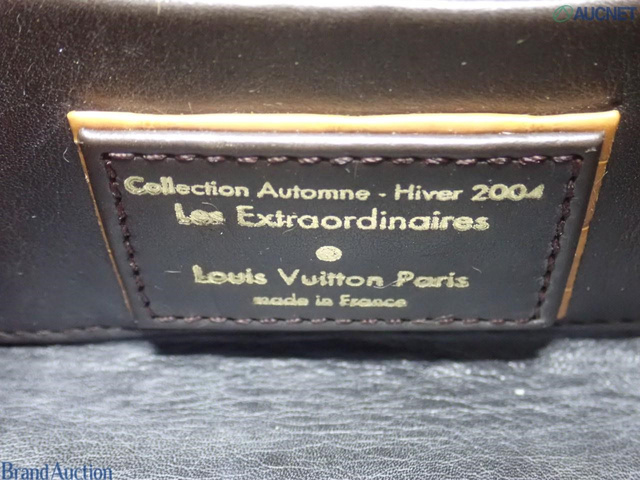 AUCNET
Collection Automne - Hiver 2004
Les Extraordinaires
Louis Vuitton Paris
made in France
Brand Auction